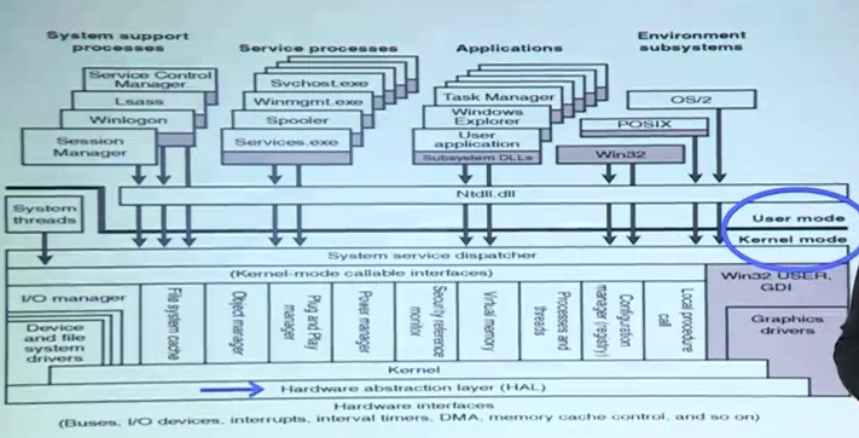 System support
processes
Service processes
Applications
Environment
subsystems
Service Control
Manager
Lsass
Winlogon
Session
Manager
Svchost.exe
Winmgmt.exe
Spooler
Services.exe
Task Manager
Windows
Explorer
User
application
Subsystem DLLs
OS/2
POSIX
Win32
Ntdll.dll
System
threads
User mode
Kernel mode
System service dispatcher
(Kernel-mode callable interfaces)
I/O manager
Device
and file
system
drivers
File system cache
Object manager
Plug and Play
manager
Power manager
Security reference
monitor
Virtual memory
Processes and
threads
Configuration
manager (registry)
Local procedure
call
Win32 USER,
GDI
Graphics
drivers
Kernel
Hardware abstraction layer (HAL)
Hardware interfaces
(Buses, I/O devices, interrupts, interval timers, DMA, memory cache control, and so on)